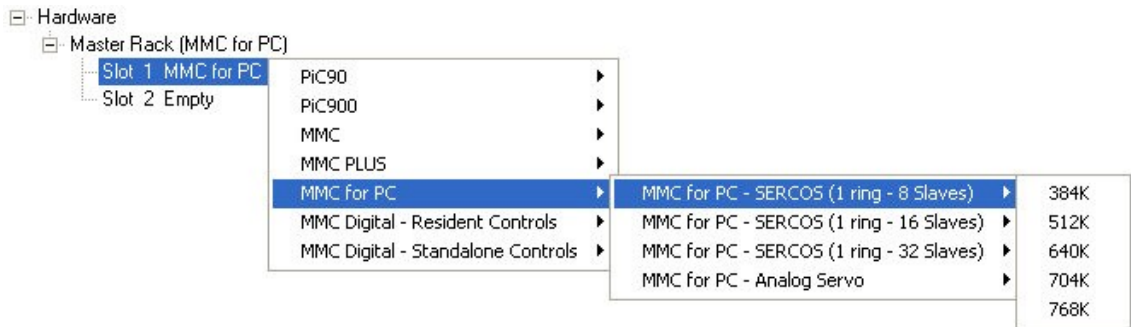 Hardware
Master Rack (MMC for PC)
Slot 1 MMC for PC
Slot 2 Empty
PiC90
PiC900
MMC
MMC PLUS
MMC for PC
MMC Digital - Resident Controls
MMC Digital - Standalone Controls
MMC for PC - SERCOS (1 ring - 8 Slaves)
MMC for PC - SERCOS (1 ring - 16 Slaves)
MMC for PC - SERCOS (1 ring - 32 Slaves)
MMC for PC - Analog Servo
384K
512K
640K
704K
768K